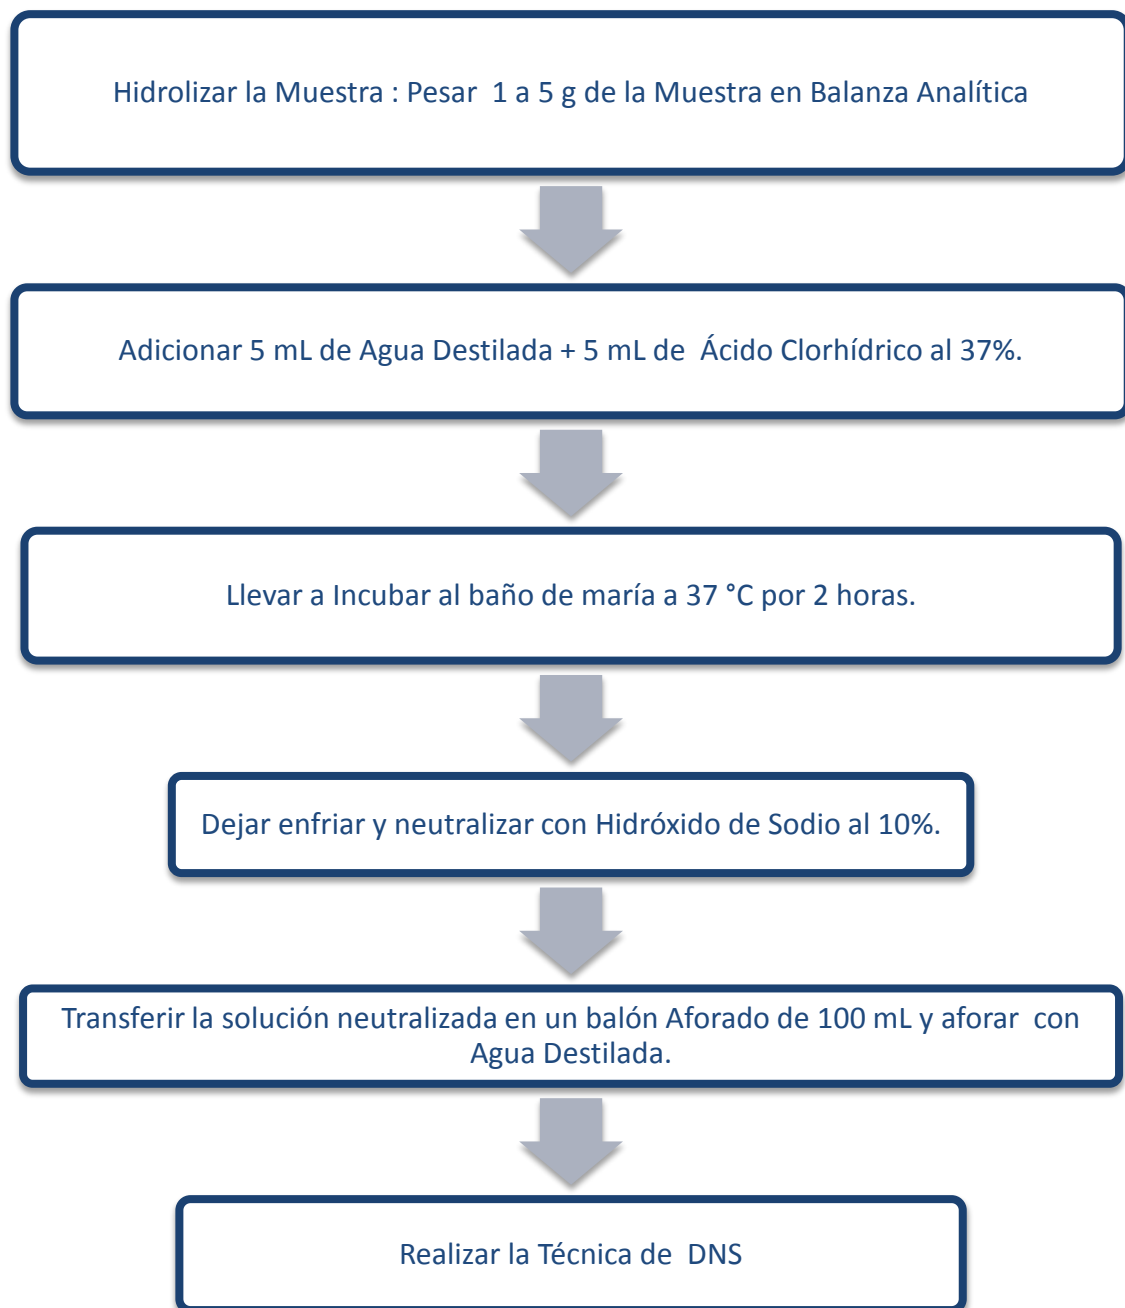 Hidrolizar la Muestra : Pesar 1 a 5 g de la Muestra en Balanza Analítica
Adicionar 5 mL de Agua Destilada + 5 mL de Ácido Clorhídrico al 37%.
Llevar a Incubar al baño de maría a 37 °C por 2 horas.
Dejar enfriar y neutralizar con Hidróxido de Sodio al 10%.
Transferir la solución neutralizada en un balón Aforado de 100 mL y aforar con
Agua Destilada.
Realizar la Técnica de DNS